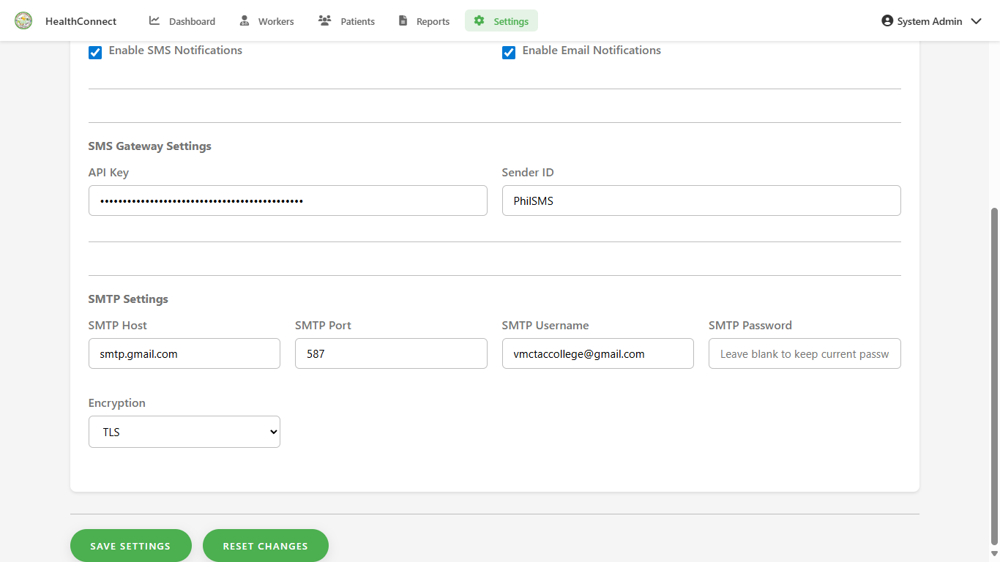 HealthConnect Dashboard Workers Patients Reports Settings System Admin
Enable SMS Notifications Enable Email Notifications
SMS Gateway Settings
API Key Sender ID
•••••••••••••••••••••••••••••••••••••••••••••• PhilSMS
SMTP Settings
SMTP Host SMTP Port SMTP Username SMTP Password
smtp.gmail.com 587 vmctaccollege@gmail.com Leave blank to keep current passw
Encryption
TLS
SAVE SETTINGS RESET CHANGES